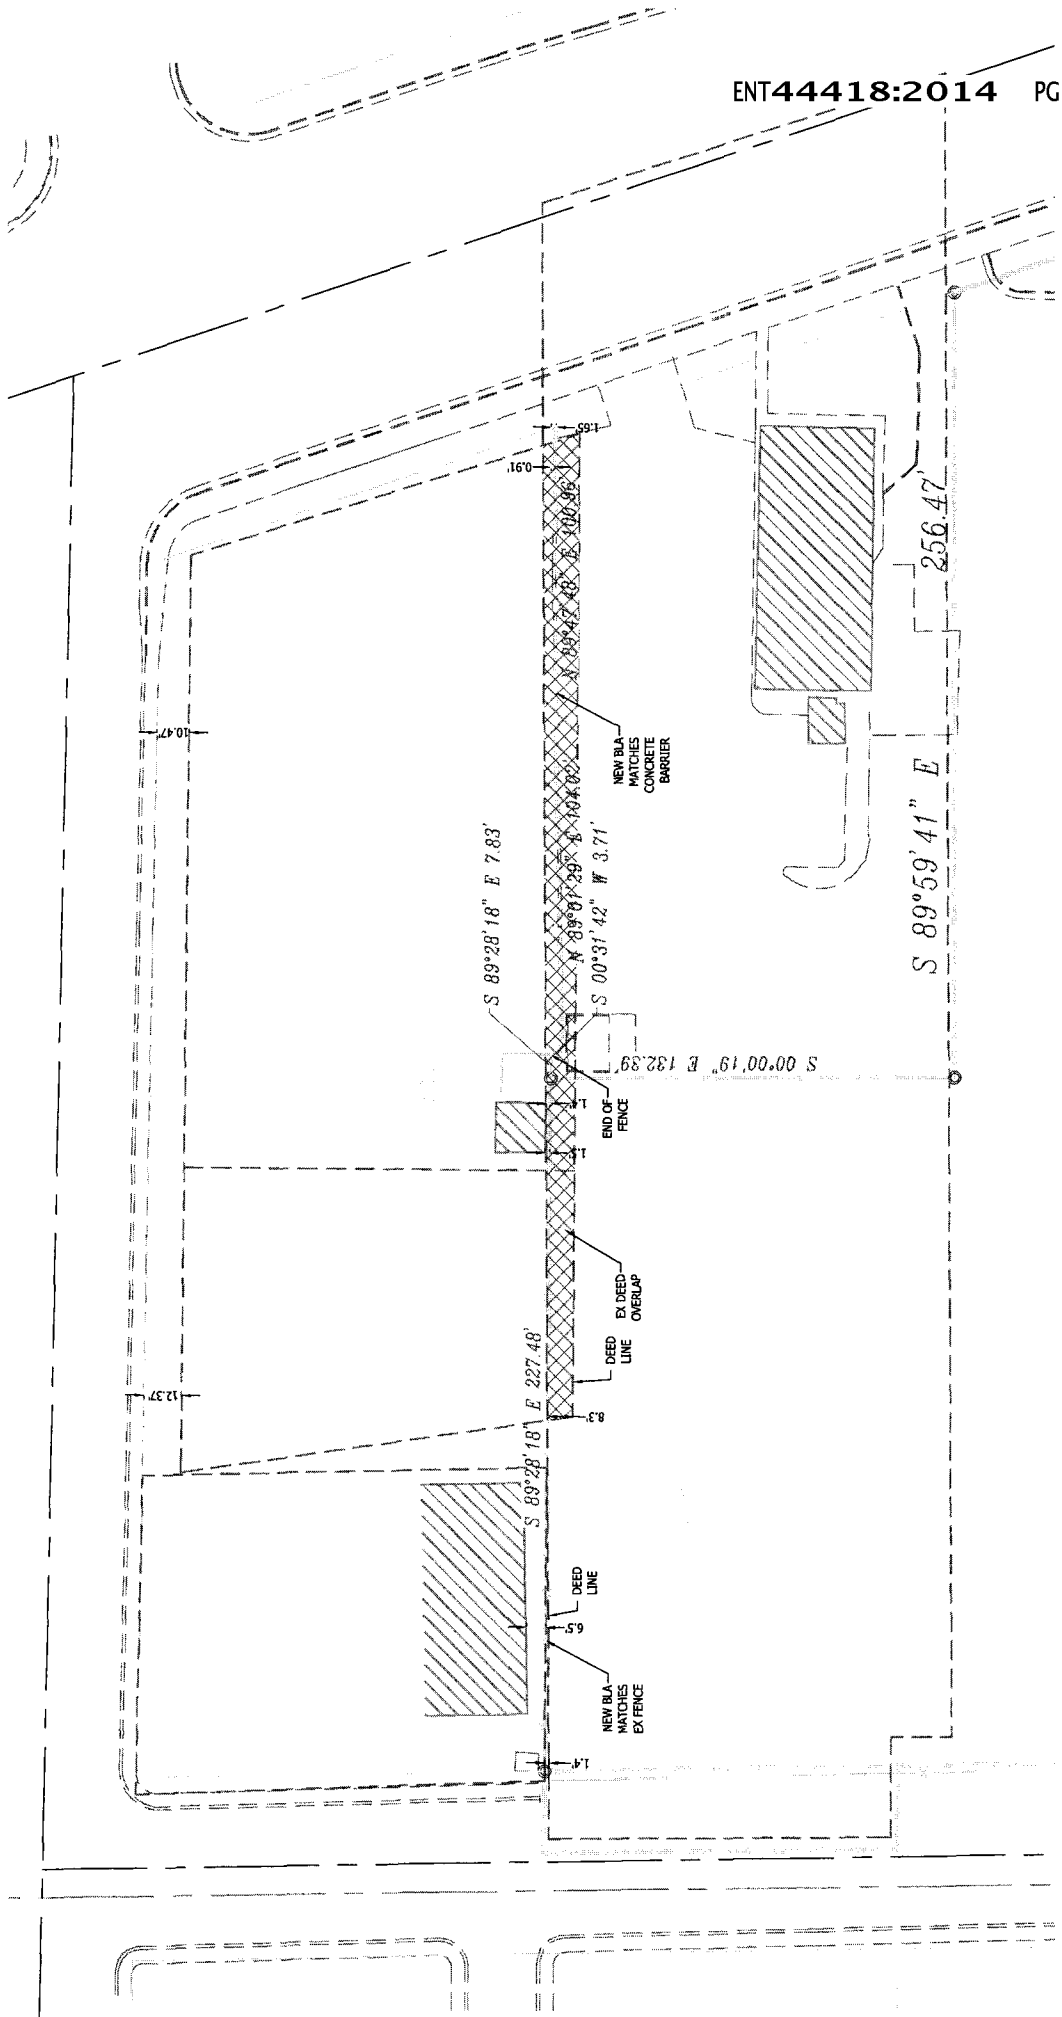 ENT44418:2014 PG
1.65'
0.91'
N 89°47'48" E 100.96'
256.47'
10.47'
NEW BLA
MATCHES
CONCRETE
BARRIER
N 89°01'29" E 104.02'
S 89°28'18" E 7.83'
S 00°31'42" W 3.71'
S 89°59'41" E
S 00°00'19" E 132.39'
1.4'
END OF
FENCE
1.5'
EX DEED
OVERLAP
DEED
LINE
12.37'
8.3'
S 89°28'18" E 227.48'
DEED
LINE
6.5'
NEW BLA
MATCHES
EX FENCE
1.4'